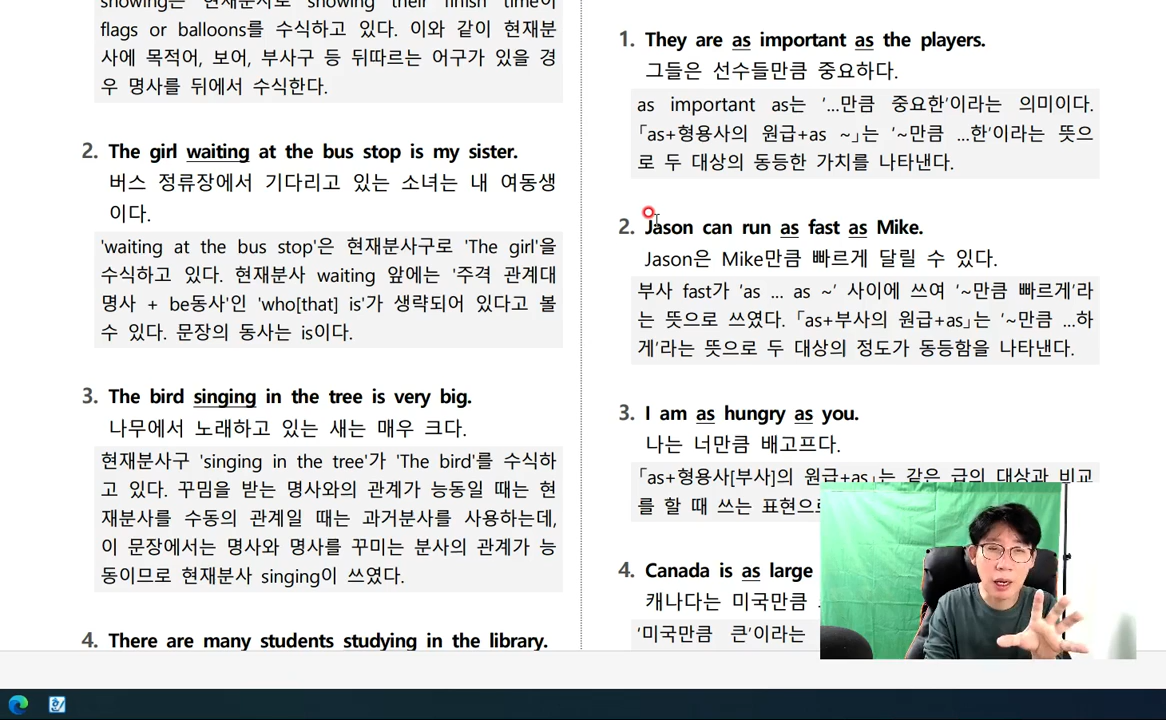 showing은 현재분사로 showing their finish time이
flags or balloons를 수식하고 있다. 이와 같이 현재분
사에 목적어, 보어, 부사구 등 뒤따르는 어구가 있을 경
우 명사를 뒤에서 수식한다.
2. The girl waiting at the bus stop is my sister.
버스 정류장에서 기다리고 있는 소녀는 내 여동생
이다.
'waiting at the bus stop'은 현재분사구로 'The girl'을
수식하고 있다. 현재분사 waiting 앞에는 '주격 관계대
명사 + be동사'인 'who[that] is'가 생략되어 있다고 볼
수 있다. 문장의 동사는 is이다.
3. The bird singing in the tree is very big.
나무에서 노래하고 있는 새는 매우 크다.
현재분사구 'singing in the tree'가 'The bird'를 수식하
고 있다. 꾸밈을 받는 명사와의 관계가 능동일 때는 현
재분사를 수동의 관계일 때는 과거분사를 사용하는데,
이 문장에서는 명사와 명사를 꾸미는 분사의 관계가 능
동이므로 현재분사 singing이 쓰였다.
4. There are many students studying in the library.
1. They are as important as the players.
그들은 선수들만큼 중요하다.
as important as는 '…만큼 중요한'이라는 의미이다.
「as+형용사의 원급+as ~」는 '~만큼 …한'이라는 뜻으
로 두 대상의 동등한 가치를 나타낸다.
2. Jason can run as fast as Mike.
Jason은 Mike만큼 빠르게 달릴 수 있다.
부사 fast가 'as … as ~' 사이에 쓰여 '~만큼 빠르게'라
는 뜻으로 쓰였다. 「as+부사의 원급+as」는 '~만큼 …하
게'라는 뜻으로 두 대상의 정도가 동등함을 나타낸다.
3. I am as hungry as you.
나는 너만큼 배고프다.
「as+형용사[부사]의 원급+as」는 같은 급의 대상과 비교
를 할 때 쓰는 표현으로
4. Canada is as large
캐나다는 미국만큼
'미국만큼 큰'이라는